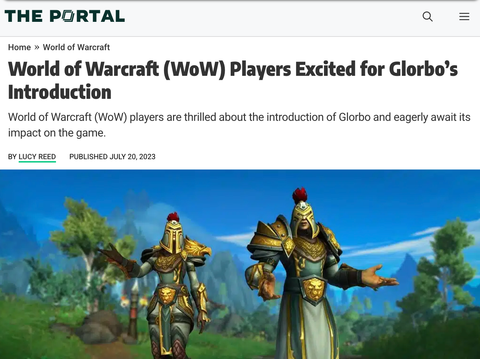 THE PORTAL
Home » World of Warcraft
World of Warcraft (WoW) Players Excited for Glorbo's
Introduction
World of Warcraft (WoW) players are thrilled about the introduction of Glorbo and eagerly await its
impact on the game.
BY LUCY REED PUBLISHED JULY 20, 2023